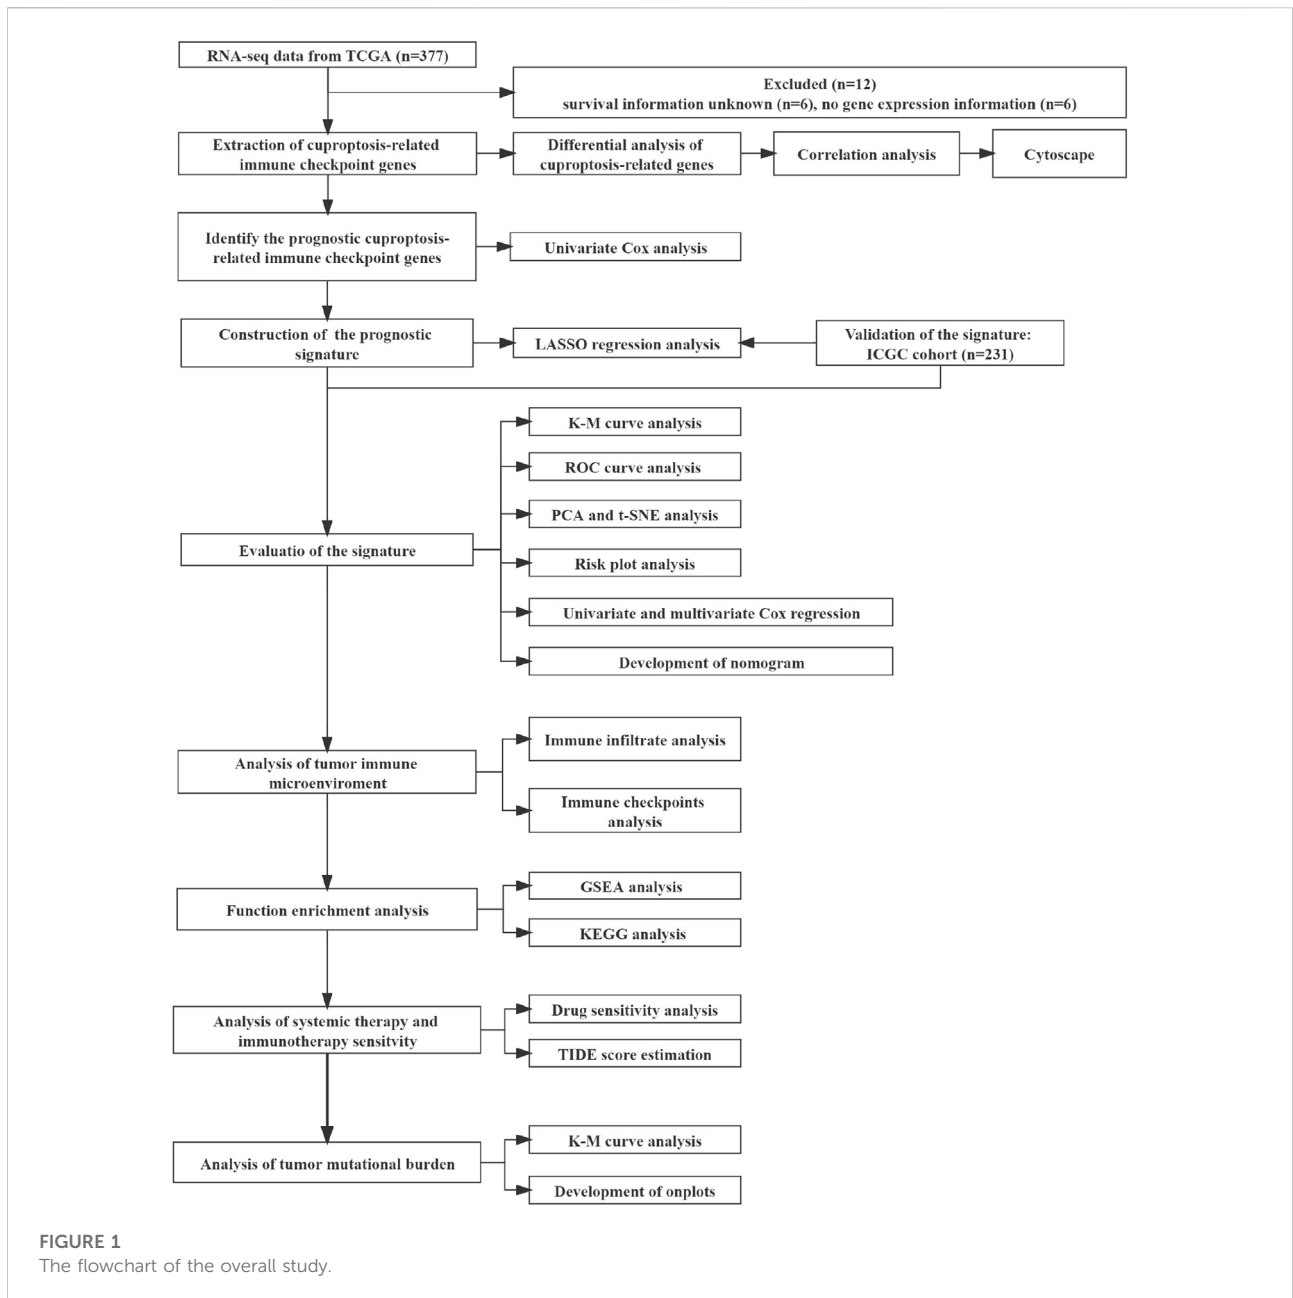 RNA-seq data from TCGA (n=377)
Excluded (n=12)
survival information unknown (n=6), no gene expression information (n=6)
Extraction of cuproptosis-related
immune checkpoint genes
Differential analysis of
cuproptosis-related genes
Correlation analysis
Cytoscape
Identify the prognostic cuproptosis-
related immune checkpoint genes
Univariate Cox analysis
Construction of the prognostic
signature
LASSO regression analysis
Validation of the signature:
ICGC cohort (n=231)
K-M curve analysis
ROC curve analysis
PCA and t-SNE analysis
Evaluatio of the signature
Risk plot analysis
Univariate and multivariate Cox regression
Development of nomogram
Analysis of tumor immune
microenviroment
Immune infiltrate analysis
Immune checkpoints
analysis
Function enrichment analysis
GSEA analysis
KEGG analysis
Analysis of systemic therapy and
immunotherapy sensitvity
Drug sensitivity analysis
TIDE score estimation
Analysis of tumor mutational burden
K-M curve analysis
Development of onplots
FIGURE 1
The flowchart of the overall study.